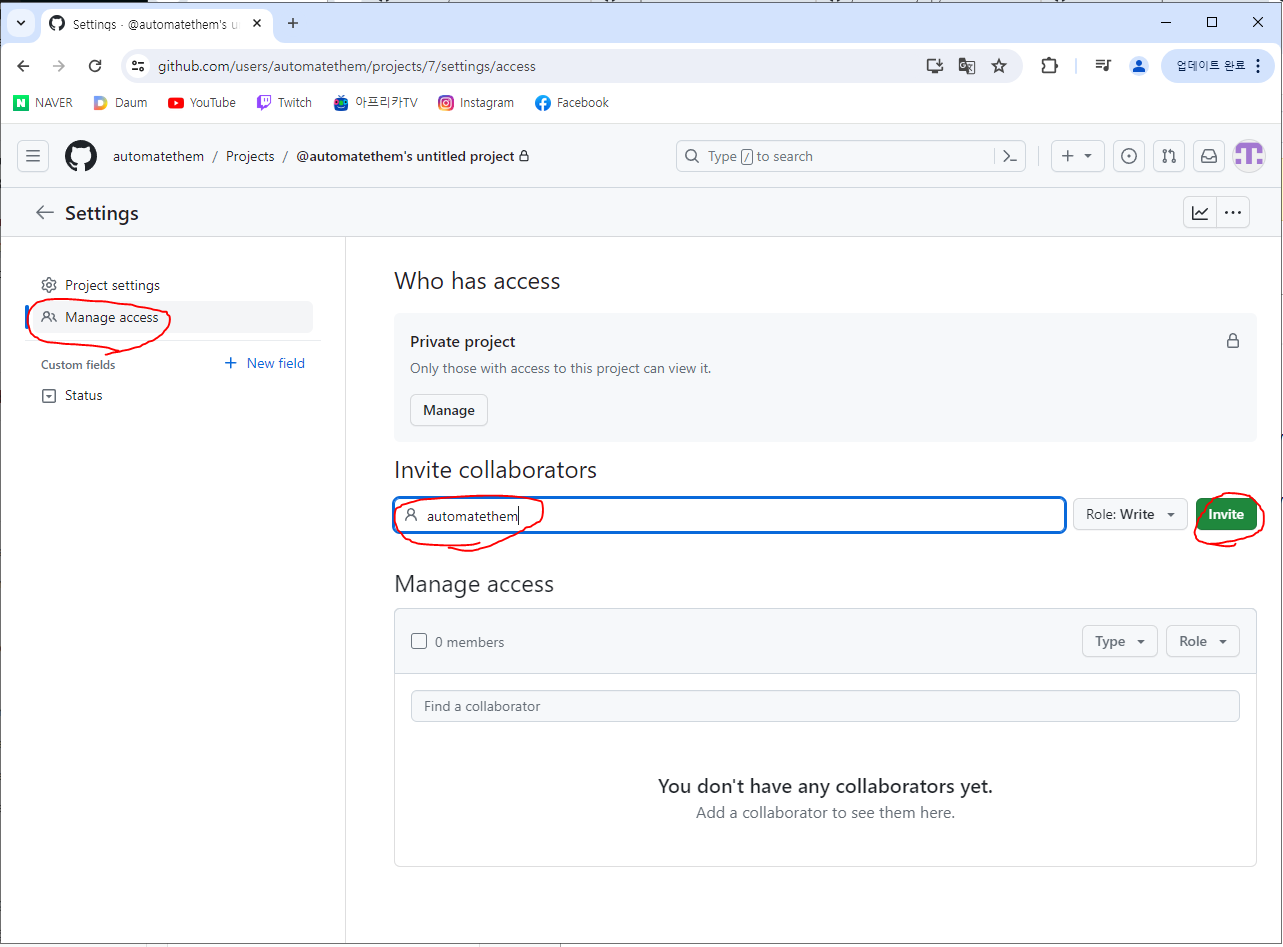 Settings · @automatethem's u
github.com/users/automatethem/projects/7/settings/access
업데이트 완료
NAVER Daum YouTube Twitch 아프리카TV Instagram Facebook
automatethem / Projects / @automatethem's untitled project
Type / to search
Settings
Project settings
Manage access
Custom fields
New field
Status
Who has access
Private project
Only those with access to this project can view it.
Manage
Invite collaborators
automatethem
Role: Write
Invite
Manage access
0 members
Type
Role
Find a collaborator
You don't have any collaborators yet.
Add a collaborator to see them here.